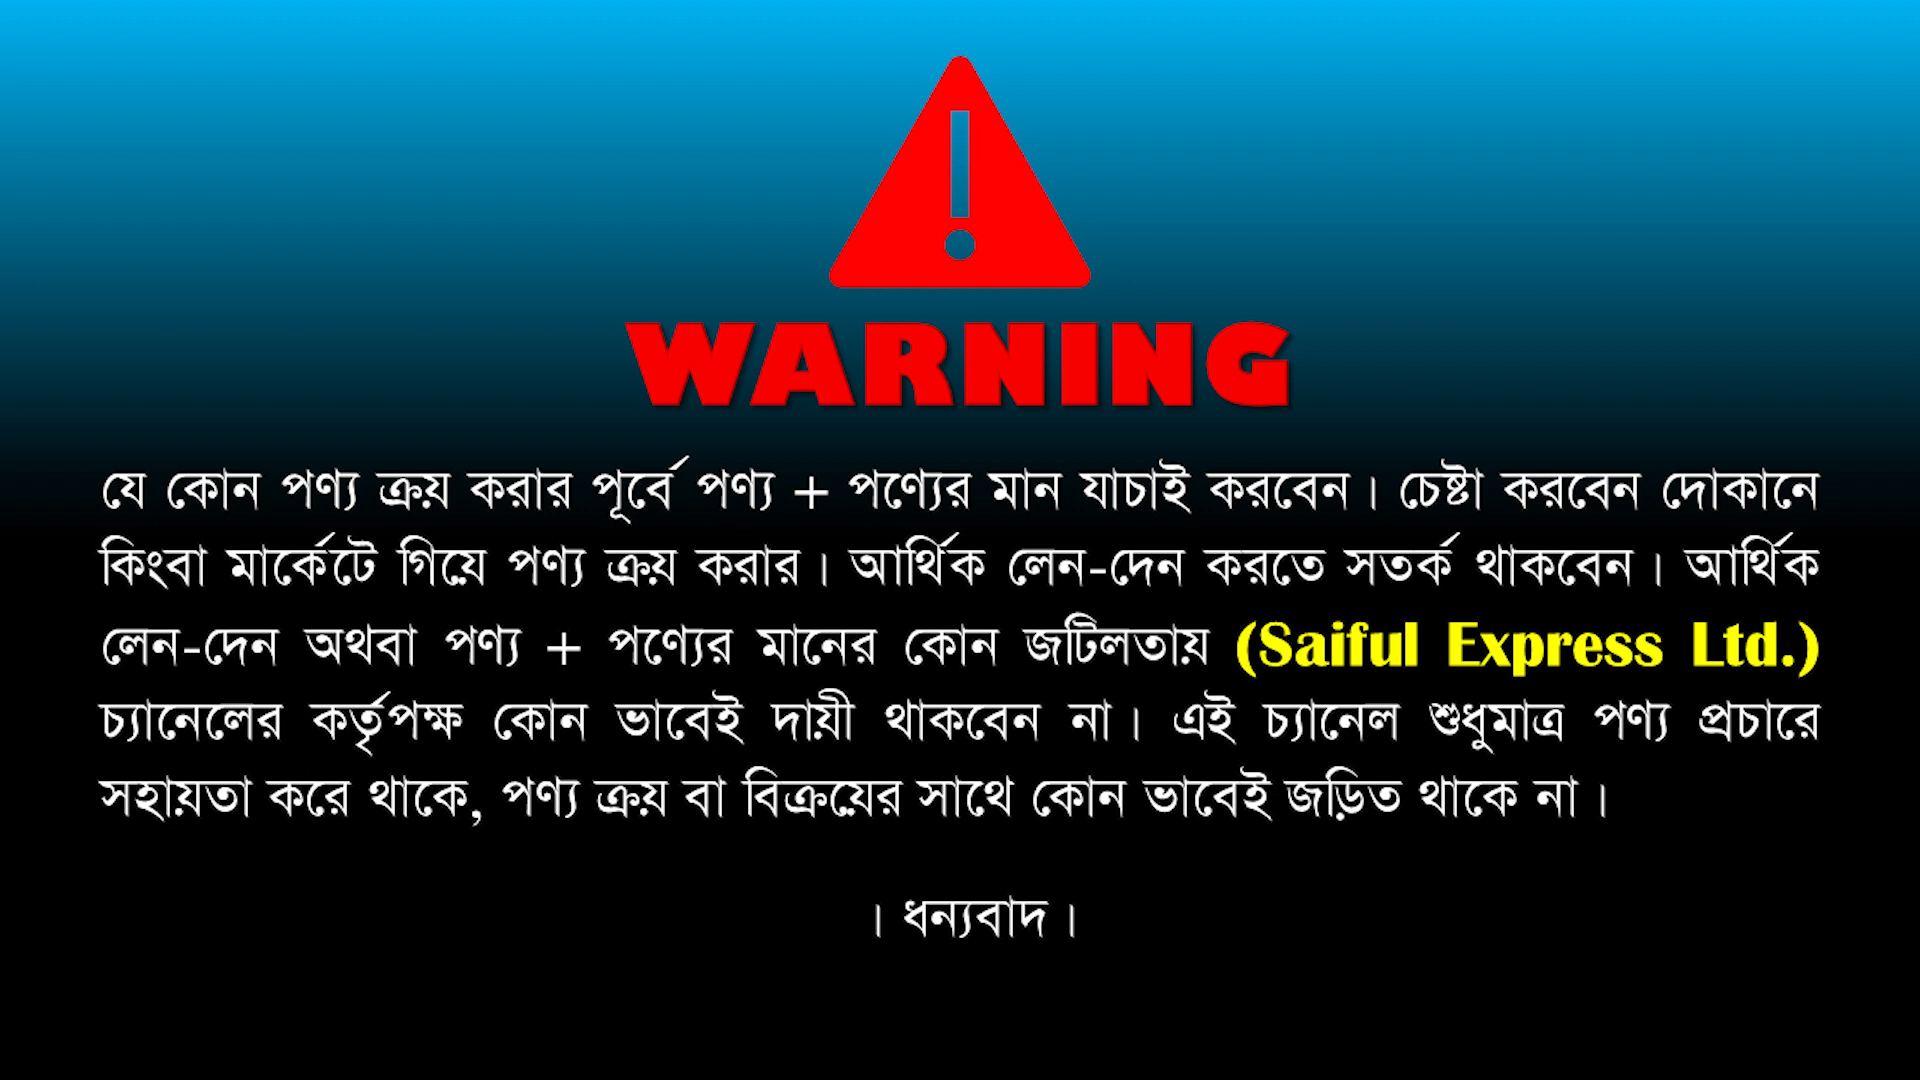 WARNING
যে কোন পণ্য ক্রয় করার পূর্বে পণ্য + পণ্যের মান যাচাই করবেন। চেষ্টা করবেন দোকানে
কিংবা মার্কেটে গিয়ে পণ্য ক্রয় করার। আর্থিক লেন-দেন করতে সতর্ক থাকবেন। আর্থিক
লেন-দেন অথবা পণ্য + পণ্যের মানের কোন জটিলতায় (Saiful Express Ltd.)
চ্যানেলের কর্তৃপক্ষ কোন ভাবেই দায়ী থাকবেন না। এই চ্যানেল শুধুমাত্র পণ্য প্রচারে
সহায়তা করে থাকে, পণ্য ক্রয় বা বিক্রয়ের সাথে কোন ভাবেই জড়িত থাকে না।
। ধন্যবাদ।